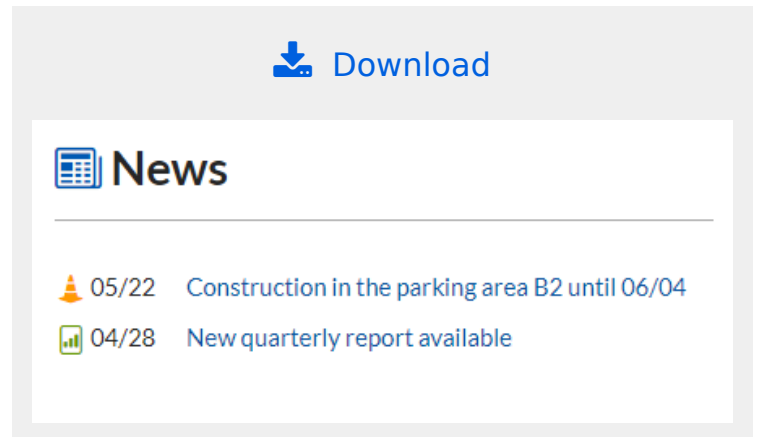 Download
News
05/22 Construction in the parking area B2 until 06/04
04/28 New quarterly report available